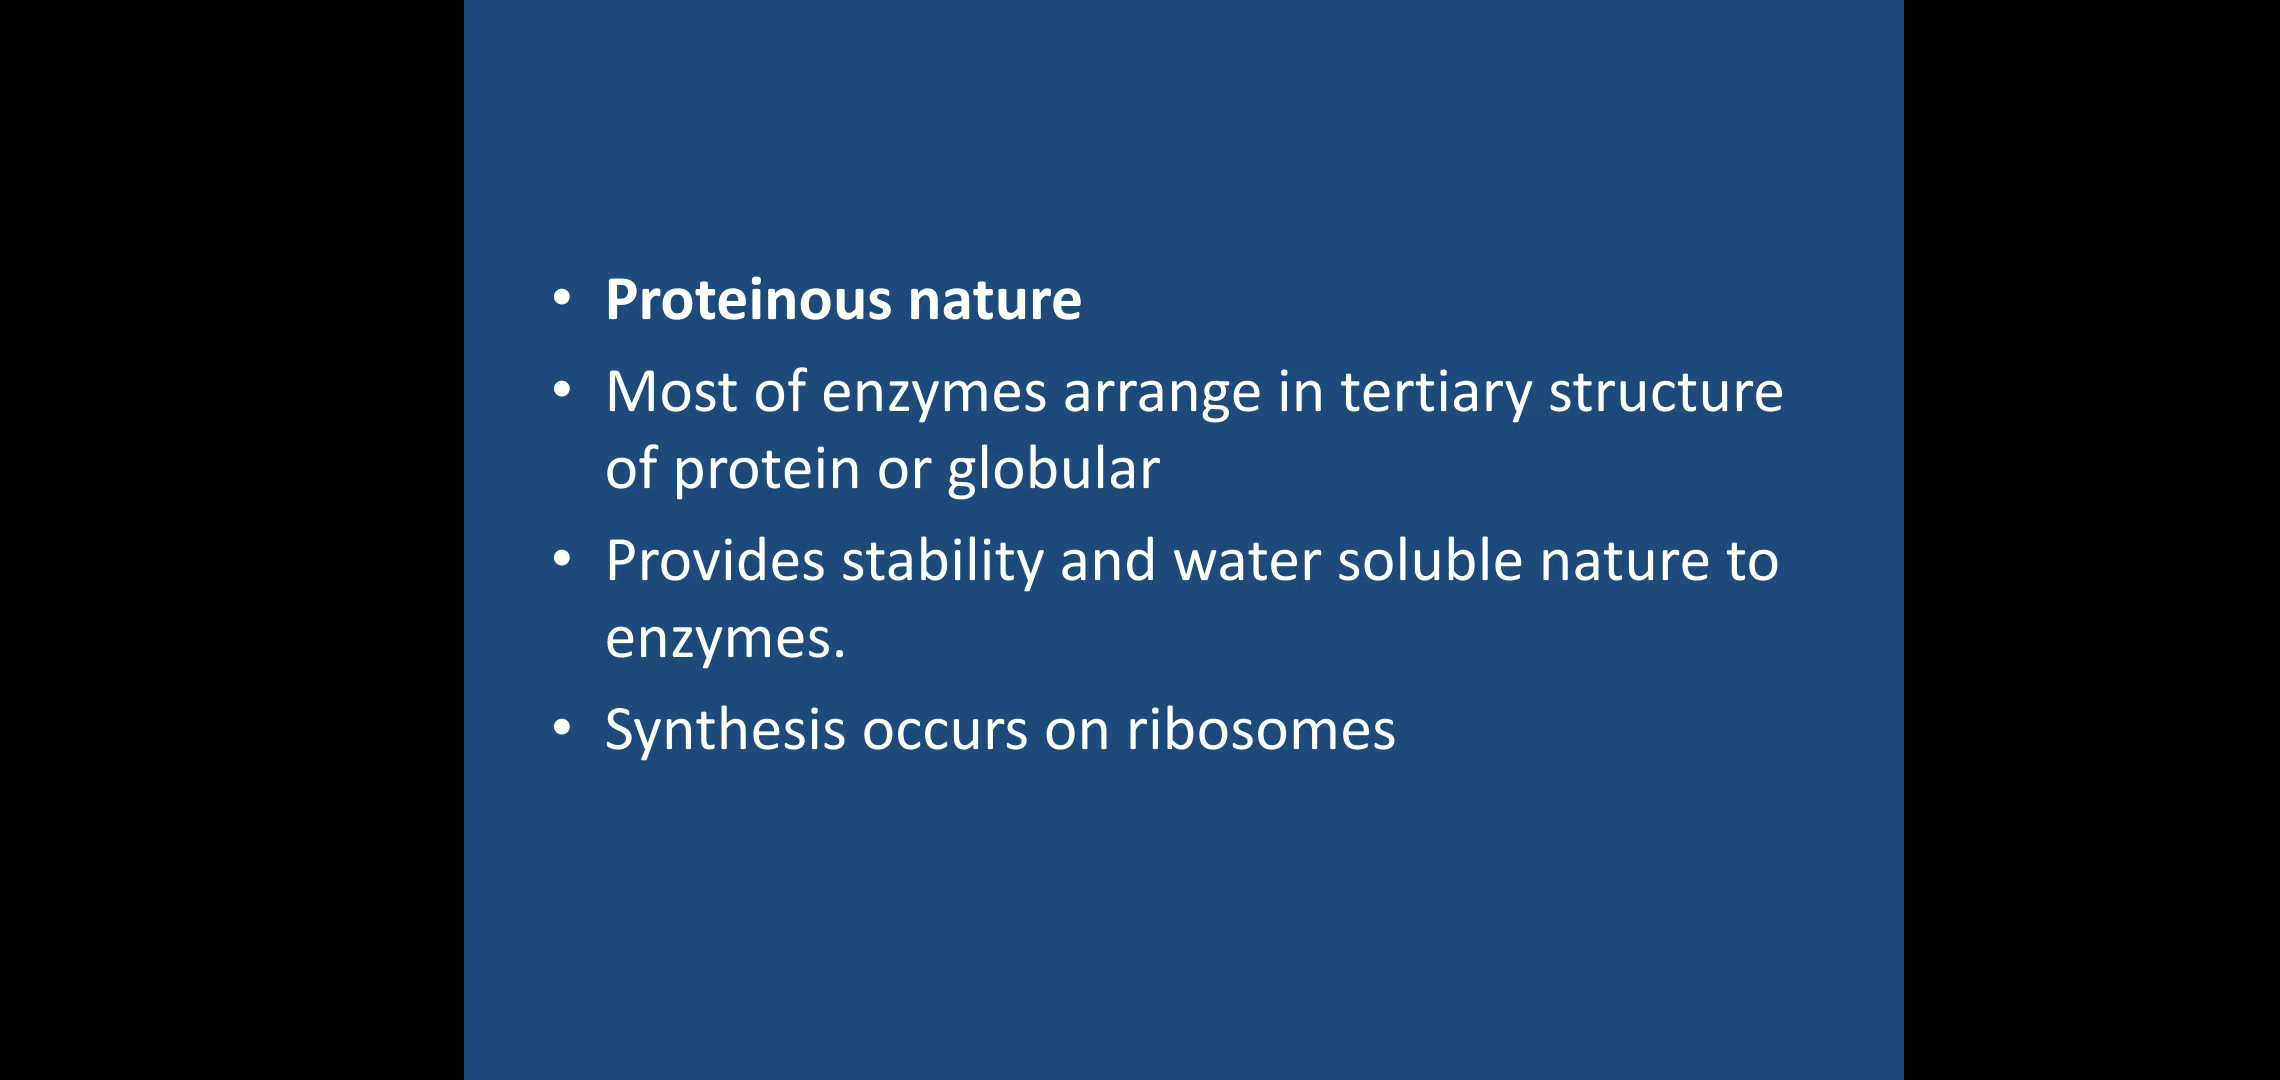 • Proteinous nature
• Most of enzymes arrange in tertiary structure
of protein or globular
• Provides stability and water soluble nature to
enzymes.
• Synthesis occurs on ribosomes